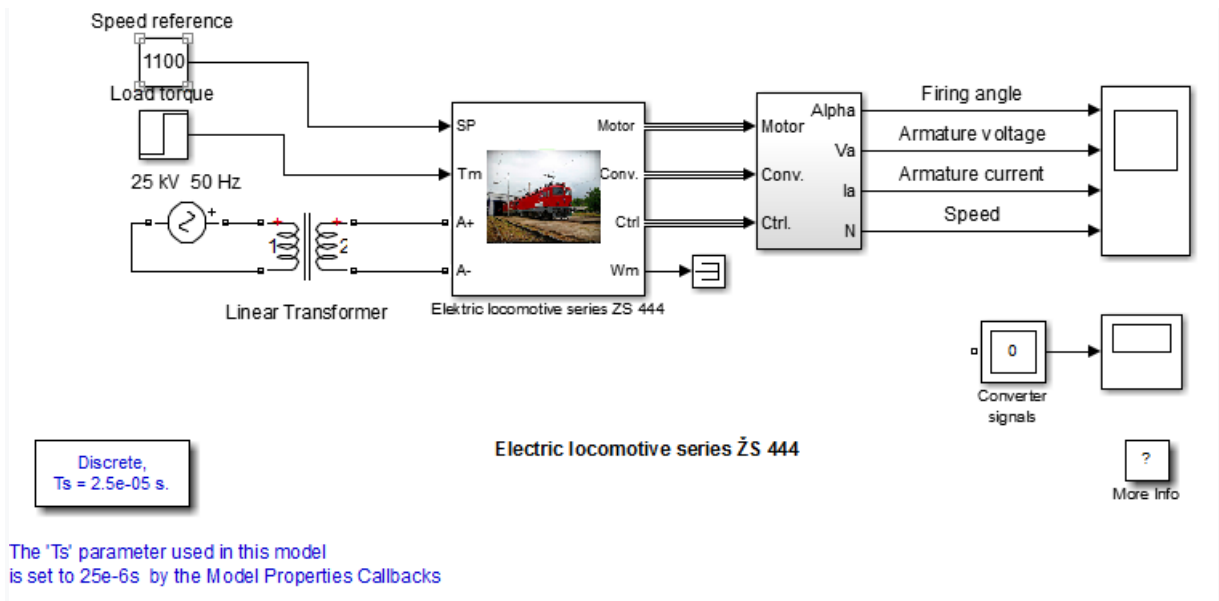 Speed reference
1100
Load torque
25 kV 50 Hz
+
1
2
Linear Transformer
SP
Tm
A+
A-
Motor
Conv.
Ctrl
Wm
Elektric locomotive series ZS 444
Motor
Conv.
Ctrl.
Alpha
Va
Ia
N
Firing angle
Armature voltage
Armature current
Speed
0
Converter
signals
Electric locomotive series ŽS 444
?
More Info
Discrete,
Ts = 2.5e-05 s.
The 'Ts' parameter used in this model
is set to 25e-6s by the Model Properties Callbacks